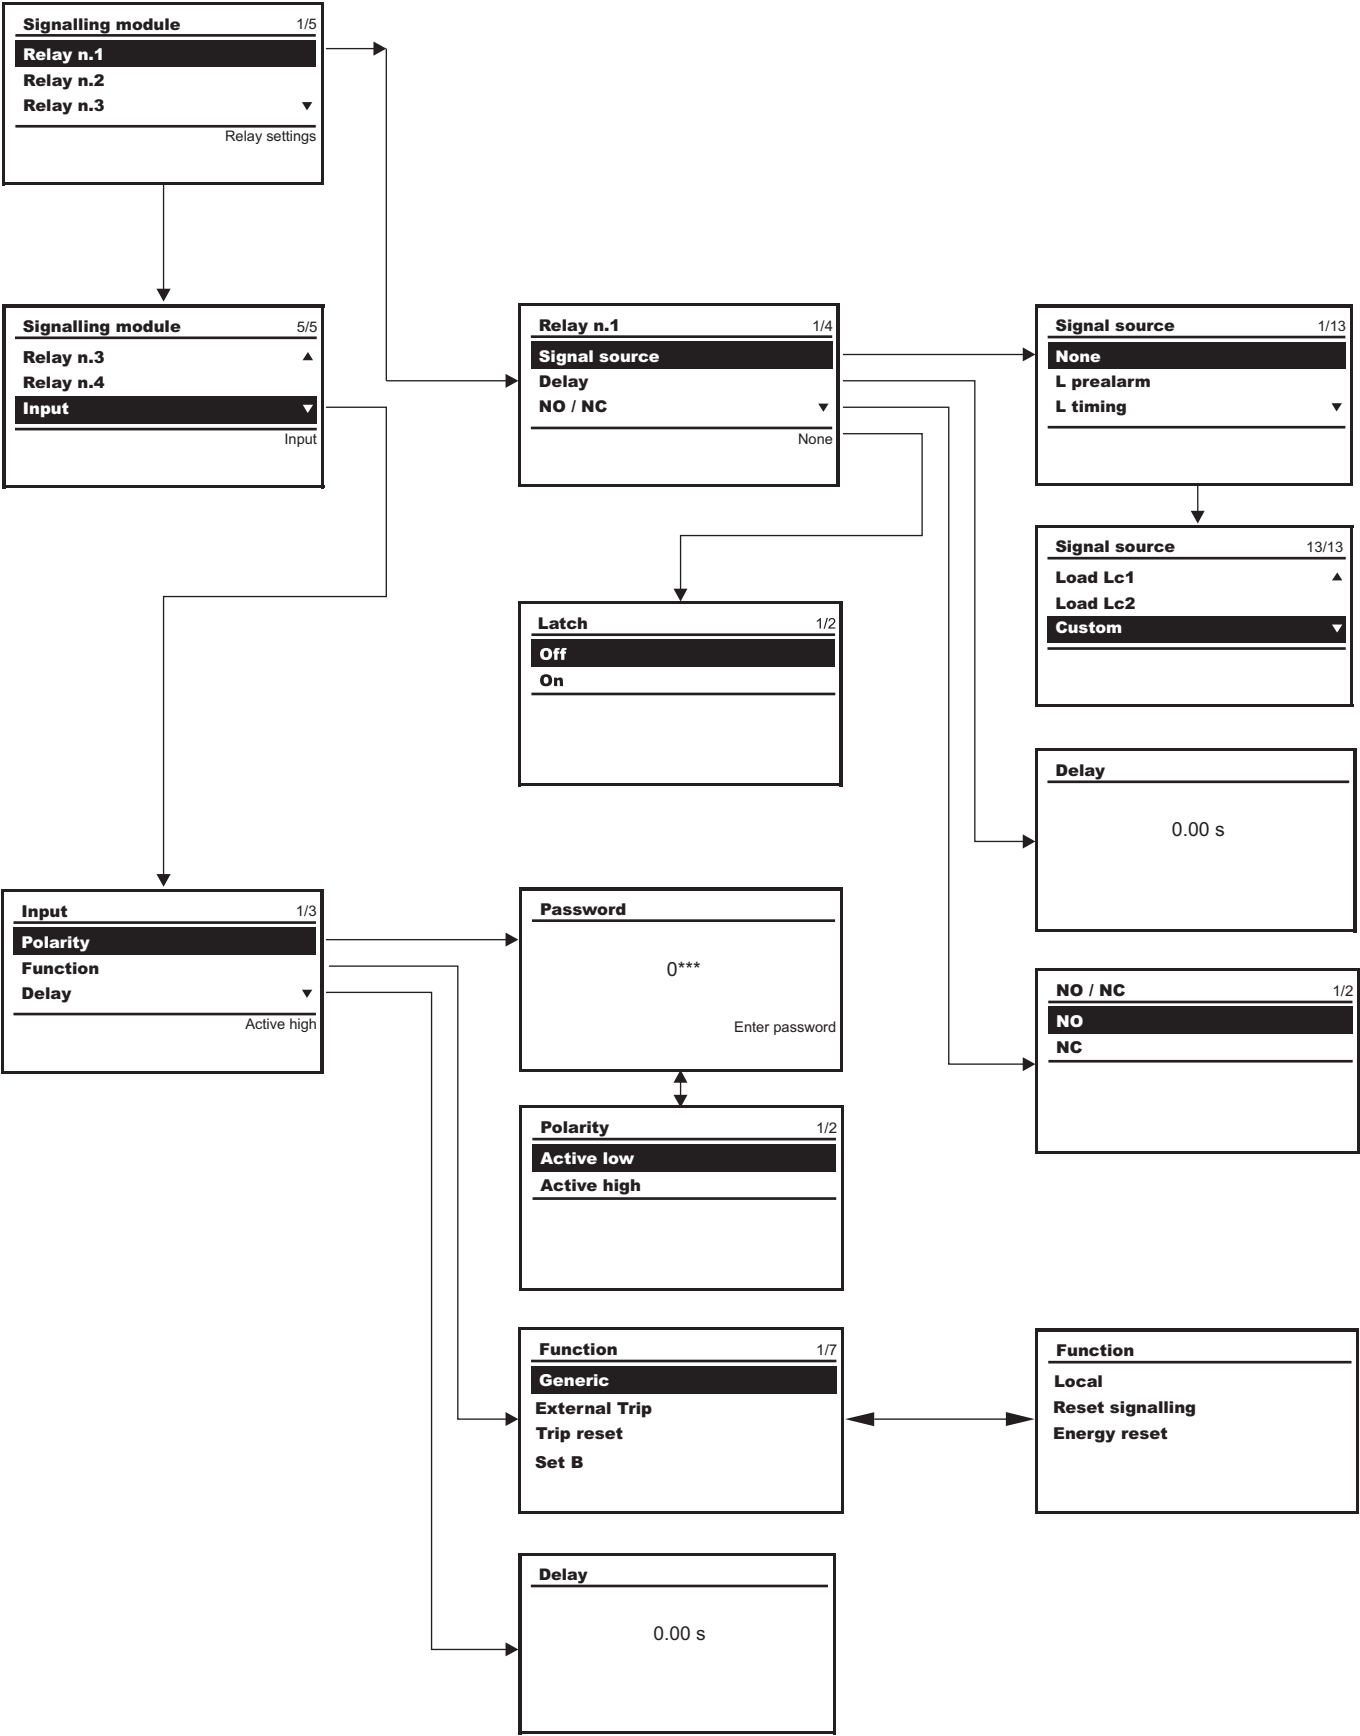 Signalling module 1/5
Relay n.1
Relay n.2
Relay n.3
Relay settings
Signalling module 5/5
Relay n.3
Relay n.4
Input
Input
Relay n.1 1/4
Signal source
Delay
NO / NC
None
Signal source 1/13
None
L prealarm
L timing
Signal source 13/13
Load Lc1
Load Lc2
Custom
Latch 1/2
Off
On
Delay
0.00 s
Input 1/3
Polarity
Function
Delay
Active high
Password
0***
Enter password
NO / NC 1/2
NO
NC
Polarity 1/2
Active low
Active high
Function 1/7
Generic
External Trip
Trip reset
Set B
Function
Local
Reset signalling
Energy reset
Delay
0.00 s